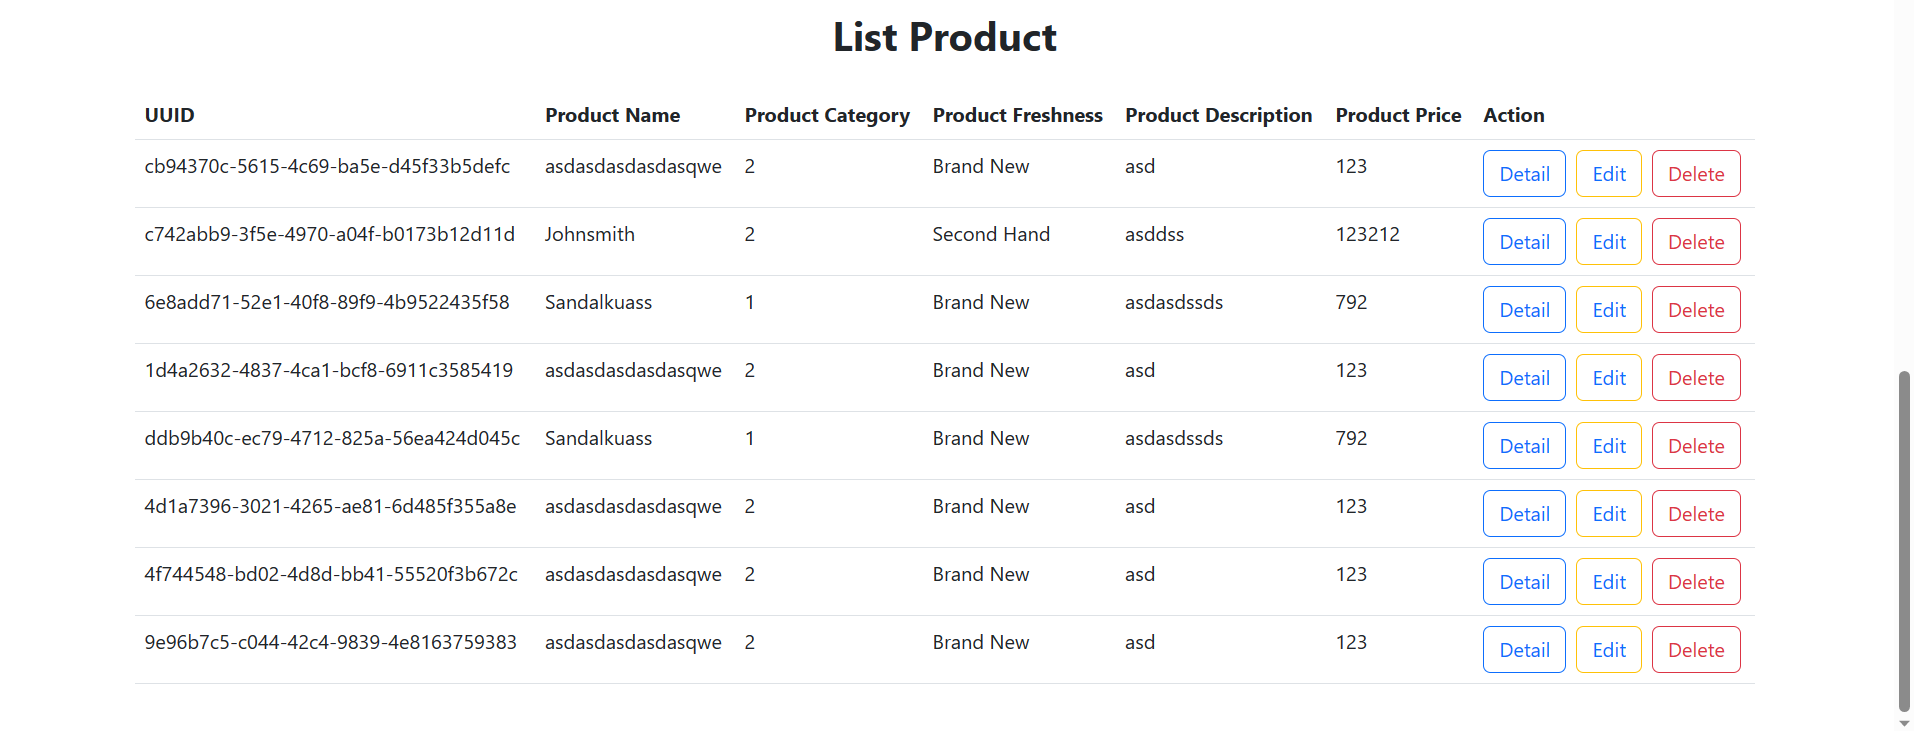 List Product
UUID Product Name Product Category Product Freshness Product Description Product Price Action
cb94370c-5615-4c69-ba5e-d45f33b5defc asdasdasdasdasqwe 2 Brand New asd 123 Detail Edit Delete
c742abb9-3f5e-4970-a04f-b0173b12d11d Johnsmith 2 Second Hand asddss 123212 Detail Edit Delete
6e8add71-52e1-40f8-89f9-4b9522435f58 Sandalkuass 1 Brand New asdasdssds 792 Detail Edit Delete
1d4a2632-4837-4ca1-bcf8-6911c3585419 asdasdasdasdasqwe 2 Brand New asd 123 Detail Edit Delete
ddb9b40c-ec79-4712-825a-56ea424d045c Sandalkuass 1 Brand New asdasdssds 792 Detail Edit Delete
4d1a7396-3021-4265-ae81-6d485f355a8e asdasdasdasdasqwe 2 Brand New asd 123 Detail Edit Delete
4f744548-bd02-4d8d-bb41-55520f3b672c asdasdasdasdasqwe 2 Brand New asd 123 Detail Edit Delete
9e96b7c5-c044-42c4-9839-4e8163759383 asdasdasdasdasqwe 2 Brand New asd 123 Detail Edit Delete